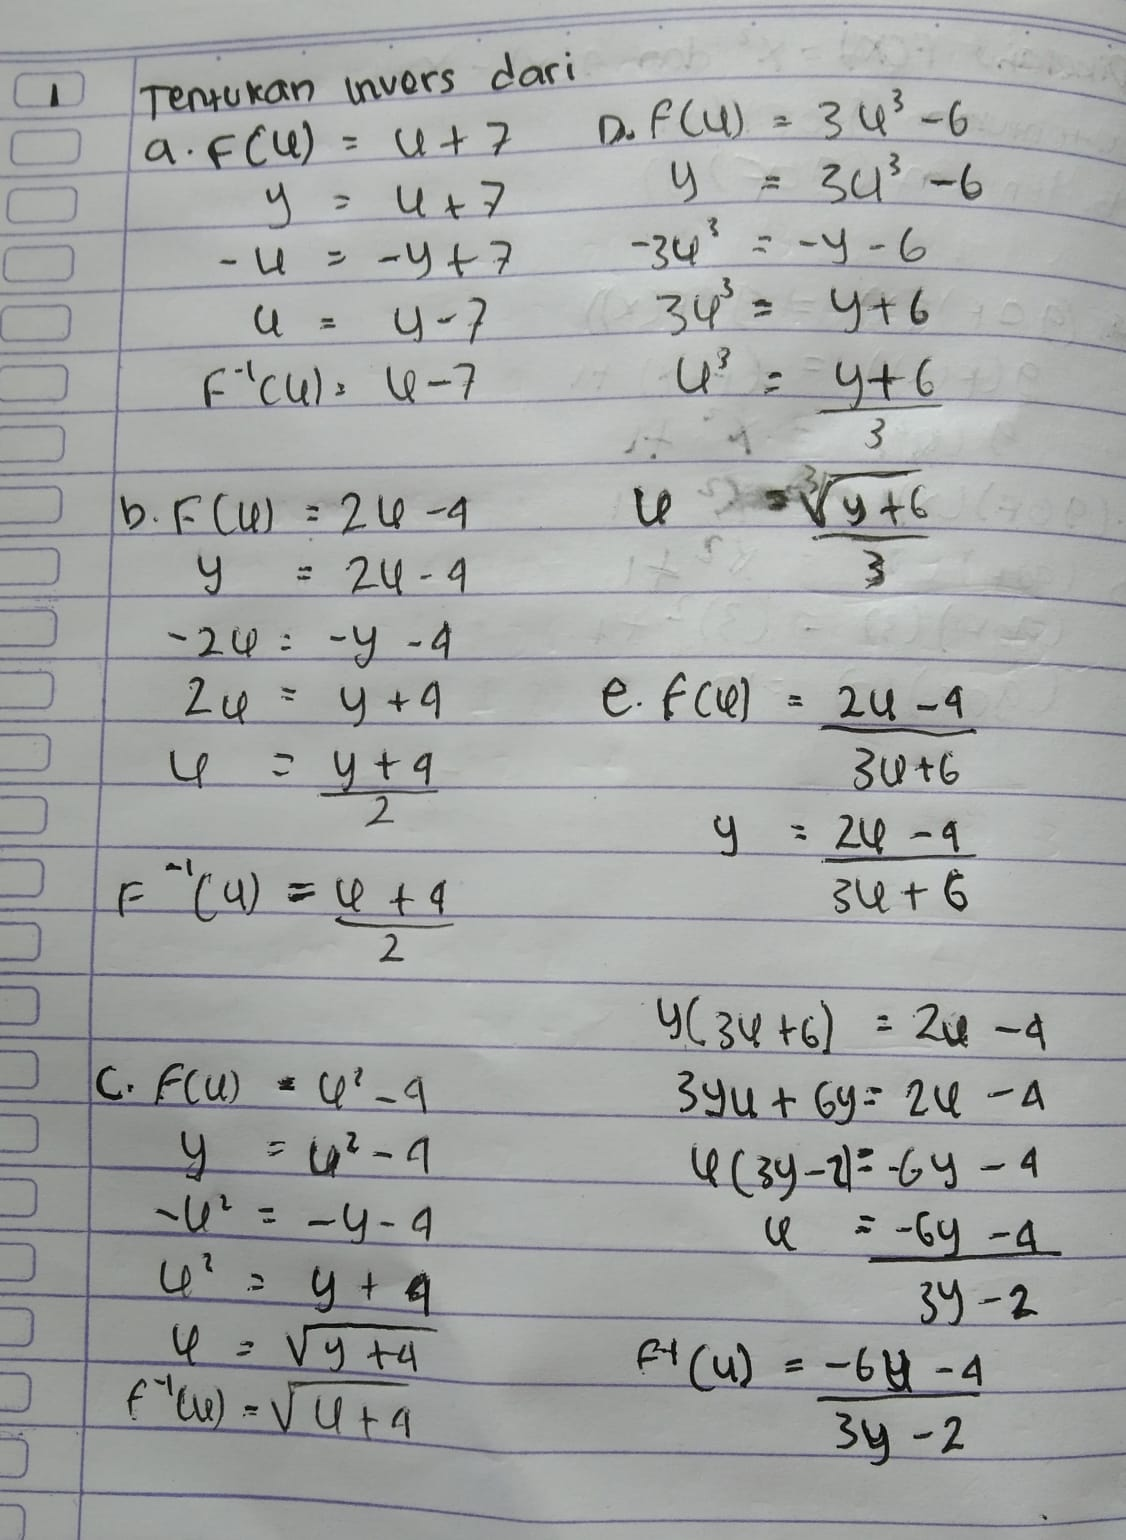 1 Tentukan invers dari
a. F(u) = u + 7
y = u + 7
-u = -y + 7
u = y - 7
F⁻¹(u) = u - 7
b. F(u) = 2u - 4
y = 2u - 4
-2u = -y - 4
2u = y + 4
u = y + 4
2
F⁻¹(u) = u + 4
2
C. F(u) = u² - 4
y = u² - 4
-u² = -y - 4
u² = y + 4
u = √y + 4
f⁻¹(u) = √u + 4
D. F(u) = 3u³ - 6
y = 3u³ - 6
-3u³ = -y - 6
3u³ = y + 6
u³ = y + 6
3
u = ³√y + 6
3
e. f(u) = 2u - 4
3u + 6
y = 2u - 4
3u + 6
y(3u + 6) = 2u - 4
3yu + 6y = 2u - 4
u(3y - 2) = -6y - 4
u = -6y - 4
3y - 2
F⁻¹(u) = -6y - 4
3y - 2